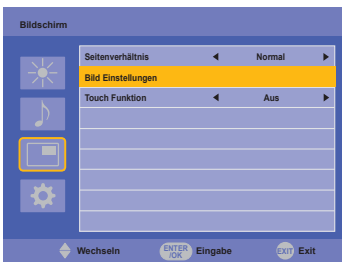 Bildschirm
Seitenverhältnis Normal
Bild Einstellungen
Touch Funktion Aus
Wechseln ENTER /OK Eingabe EXIT Exit